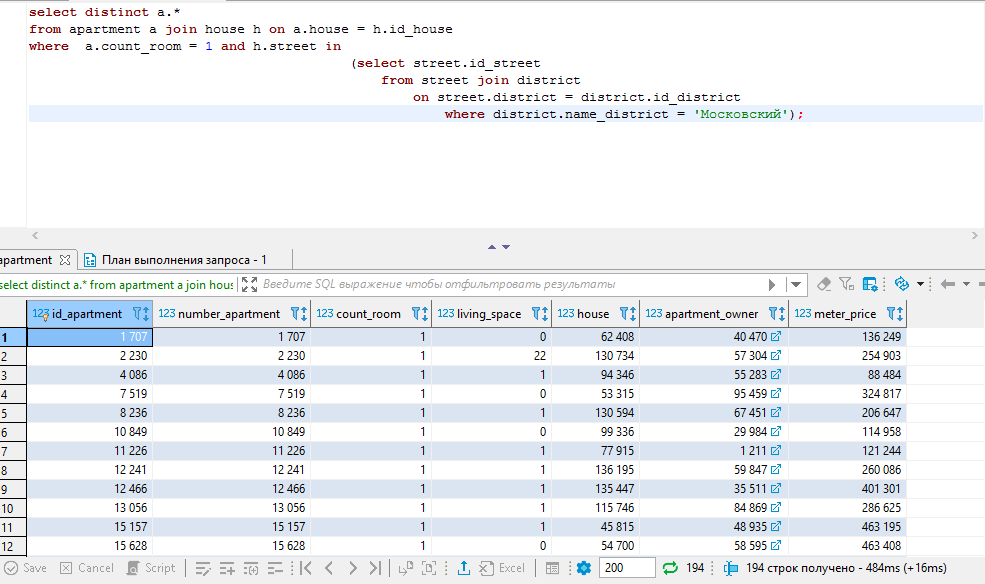 select distinct a.*
from apartment a join house h on a.house = h.id_house
where a.count_room = 1 and h.street in
(select street.id_street
from street join district
on street.district = district.id_district
where district.name_district = 'Московский');
apartment План выполнения запроса - 1
select distinct a.* from apartment a join hous Введите SQL выражение чтобы отфильтровать результаты
123 id_apartment 123 number_apartment 123 count_room 123 living_space 123 house 123 apartment_owner 123 meter_price
1 1 707 1 707 1 0 62 408 40 470 136 249
2 2 230 2 230 1 22 130 734 57 304 254 903
3 4 086 4 086 1 1 94 346 55 283 88 484
4 7 519 7 519 1 0 53 315 95 459 324 817
5 8 236 8 236 1 1 130 594 67 451 206 647
6 10 849 10 849 1 0 99 336 29 984 114 958
7 11 226 11 226 1 1 77 915 1 211 121 244
8 12 241 12 241 1 1 136 195 59 847 260 086
9 12 466 12 466 1 1 135 447 35 511 401 301
10 13 056 13 056 1 1 115 746 84 869 286 625
11 15 157 15 157 1 1 45 815 48 935 463 195
12 15 628 15 628 1 0 54 700 58 595 463 408
Save Cancel Script Excel 200 194 194 строк получено - 484ms (+16ms)